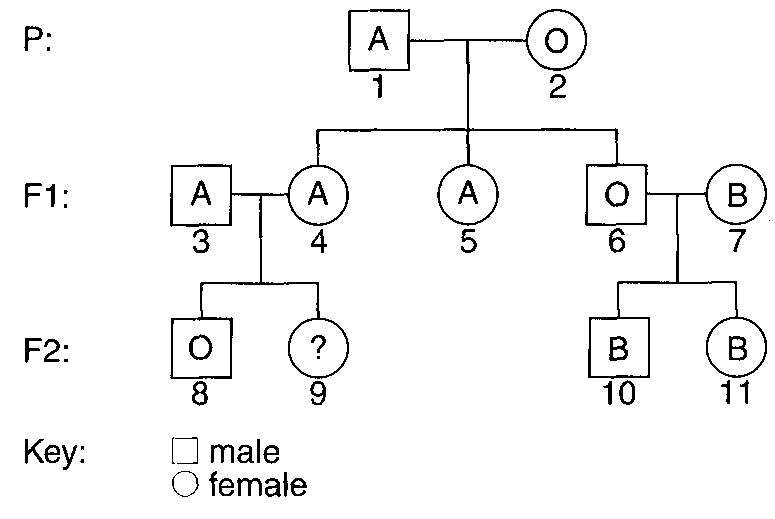 P: A O
1 2
F1: A A A O B
3 4 5 6 7
F2: O ? B B
8 9 10 11
Key: male
female